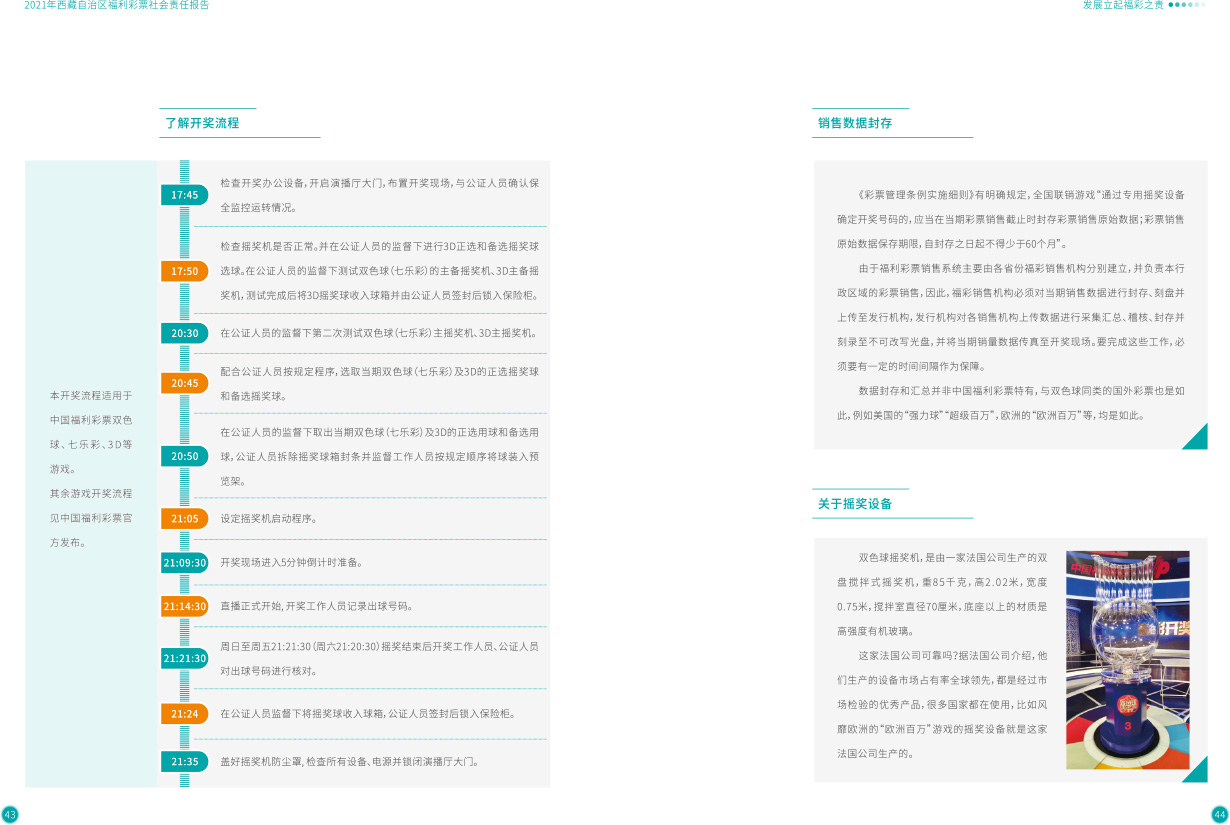 2021年西藏自治区福利彩票社会责任报告
发展立起福彩之责
了解开奖流程
本开奖流程适用于
中国福利彩票双色
球、七乐彩、3D等
游戏。
其余游戏开奖流程
见中国福利彩票官
方发布。
17:45
检查开奖办公设备,开启演播厅大门,布置开奖现场,与公证人员确认保
全监控运转情况。
17:50
检查摇奖机是否正常。并在公证人员的监督下进行3D正选和备选摇奖球
选球。在公证人员的监督下测试双色球(七乐彩)的主备摇奖机、3D主备摇
奖机,测试完成后将3D摇奖球收入球箱并由公证人员签封后锁入保险柜。
20:30
在公证人员的监督下第二次测试双色球(七乐彩)主摇奖机、3D主摇奖机。
20:45
配合公证人员按规定程序,选取当期双色球(七乐彩)及3D的正选摇奖球
和备选摇奖球。
20:50
在公证人员的监督下取出当期双色球(七乐彩)及3D的正选用球和备选用
球,公证人员拆除摇奖球箱封条并监督工作人员按规定顺序将球装入预
览架。
21:05
设定摇奖机启动程序。
21:09:30
开奖现场进入5分钟倒计时准备。
21:14:30
直播正式开始,开奖工作人员记录出球号码。
21:21:30
周日至周五21:21:30(周六21:20:30)摇奖结束后开奖工作人员、公证人员
对出球号码进行核对。
21:24
在公证人员监督下将摇奖球收入球箱,公证人员签封后锁入保险柜。
21:35
盖好摇奖机防尘罩,检查所有设备、电源并锁闭演播厅大门。
43
销售数据封存
《彩票管理条例实施细则》有明确规定,全国联销游戏“通过专用摇奖设备
确定开奖号码的,应当在当期彩票销售截止时封存彩票销售原始数据;彩票销售
原始数据保存期限,自封存之日起不得少于60个月”。
由于福利彩票销售系统主要由各省份福彩销售机构分别建立,并负责本行
政区域的彩票销售,因此,福彩销售机构必须对当期销售数据进行封存、刻盘并
上传至发行机构,发行机构对各销售机构上传数据进行采集汇总、稽核、封存并
刻录至不可改写光盘,并将当期销量数据传真至开奖现场。要完成这些工作,必
须要有一定的时间间隔作为保障。
数据封存和汇总并非中国福利彩票特有,与双色球同类的国外彩票也是如
此,例如美国的“强力球”“超级百万”,欧洲的“欧洲百万”等,均是如此。
关于摇奖设备
双色球摇奖机,是由一家法国公司生产的双
盘搅拌式摇奖机,重85千克,高2.02米,宽度
0.75米,搅拌室直径70厘米,底座以上的材质是
高强度有机玻璃。
这家法国公司可靠吗?据法国公司介绍,他
们生产的设备市场占有率全球领先,都是经过市
场检验的优秀产品,很多国家都在使用,比如风
靡欧洲的“欧洲百万”游戏的摇奖设备就是这家
法国公司生产的。
开奖
3
44